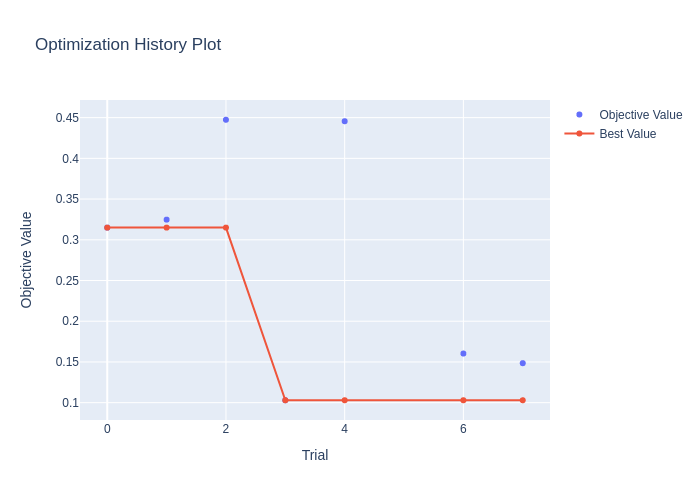 Optimization History Plot
Objective Value
Best Value
0.45
0.4
0.35
0.3
0.25
0.2
0.15
0.1
Objective Value
0 2 4 6
Trial